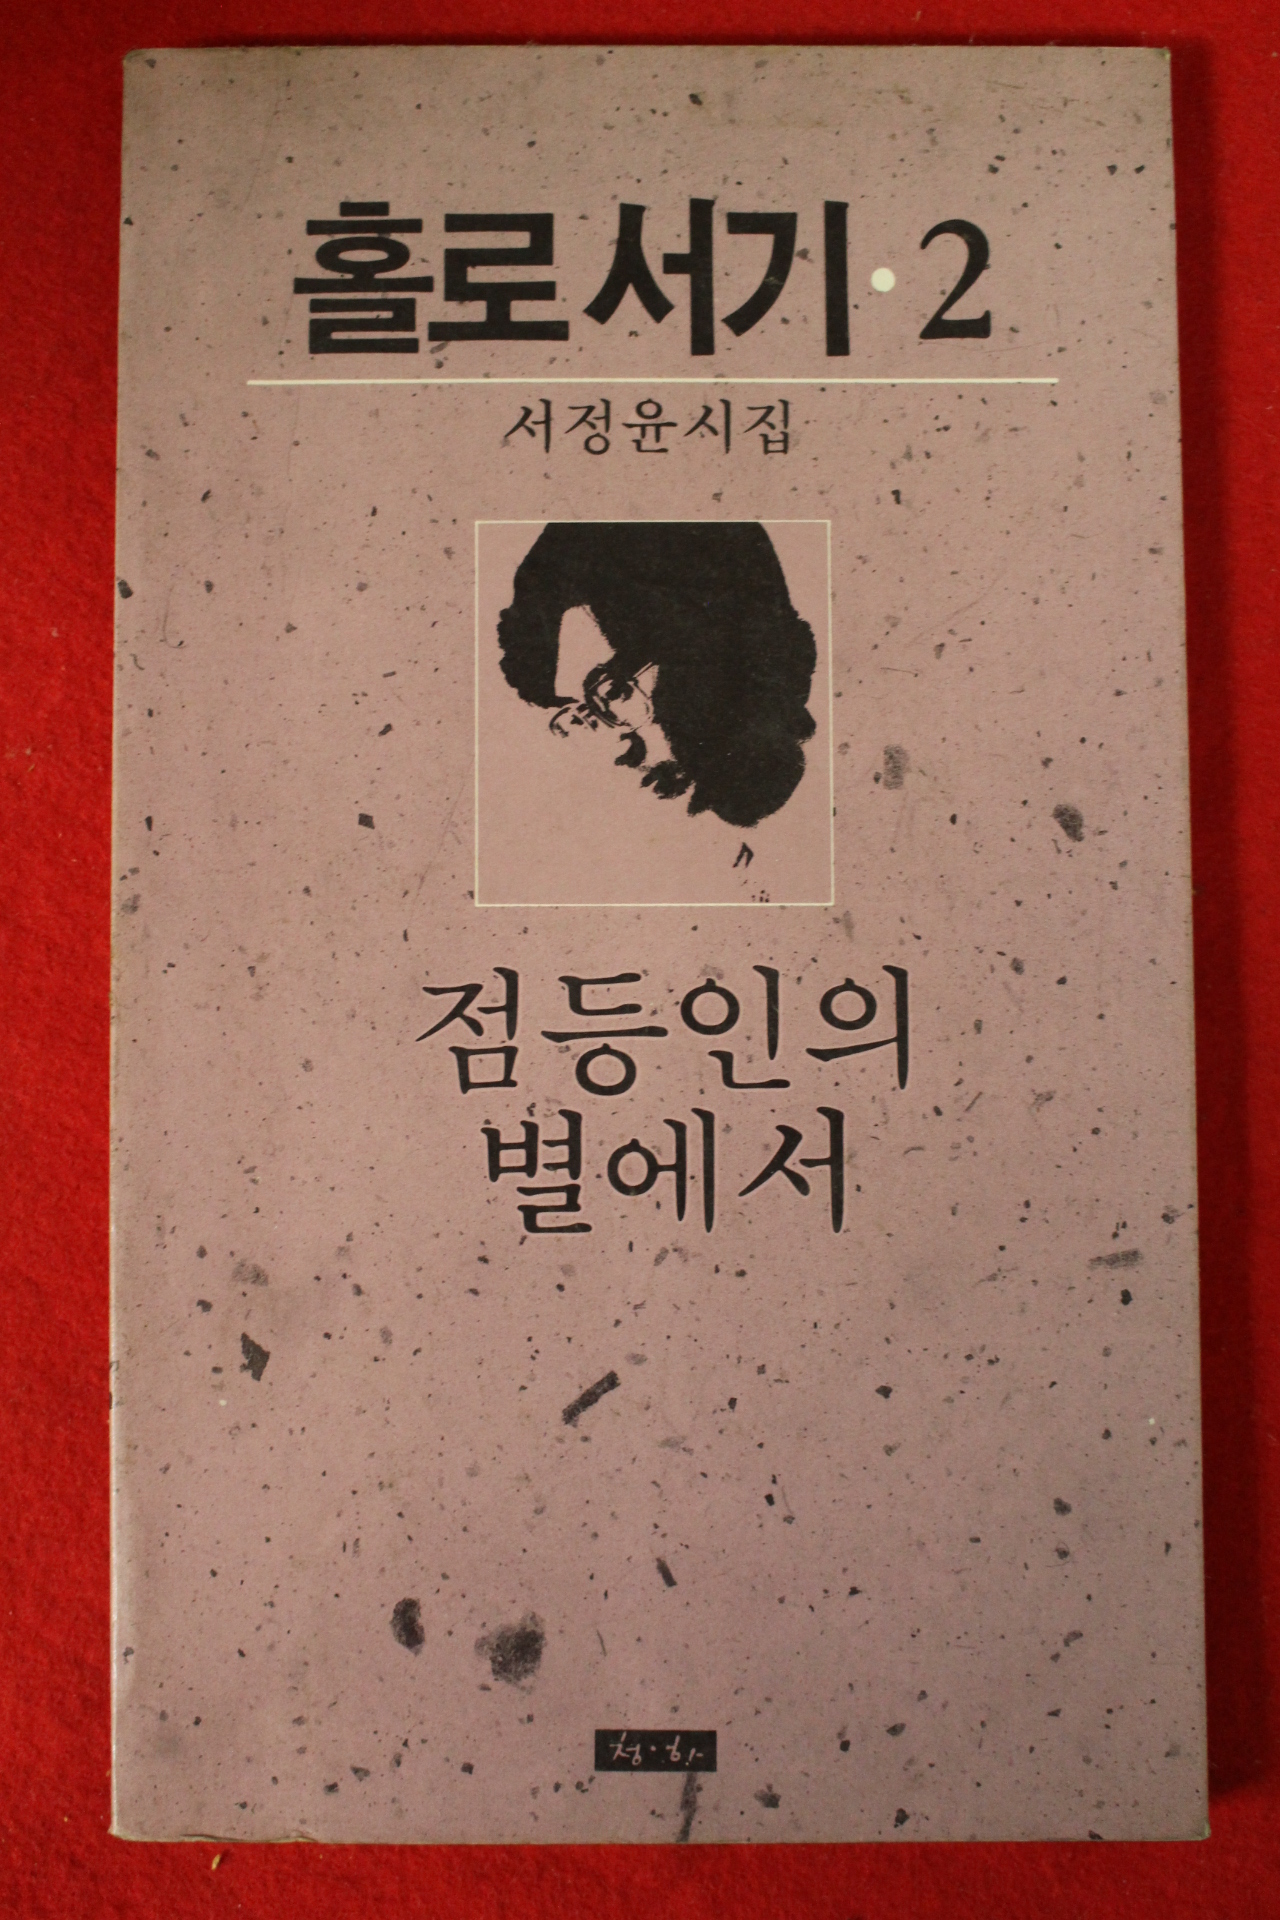 홀로서기·2
서정윤시집
점등인의
별에서
청·하